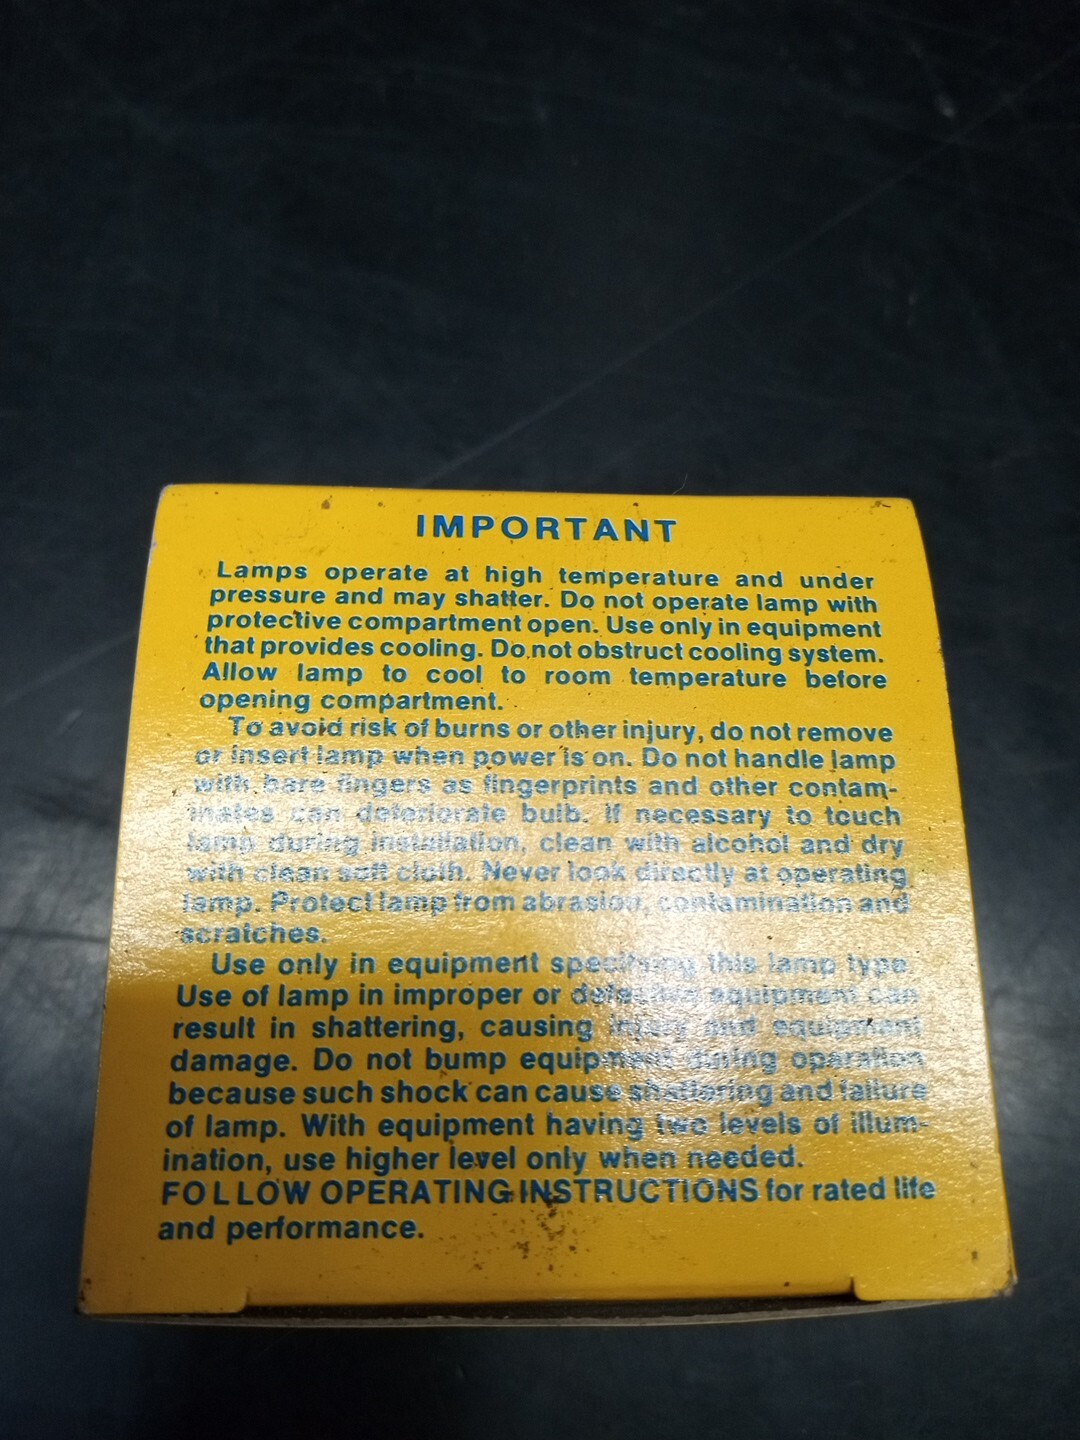 IMPORTANT
Lamps operate at high temperature and under
pressure and may shatter. Do not operate lamp with
protective compartment open. Use only in equipment
that provides cooling. Do not obstruct cooling system.
Allow lamp to cool to room temperature before
opening compartment.
To avoid risk of burns or other injury, do not remove
or insert lamp when power is on. Do not handle lamp
with bare fingers as fingerprints and other contam-
inates can deteriorate bulb. If necessary to touch
lamp during installation, clean with alcohol and dry
with clean soft cloth. Never look directly at operating
lamp. Protect lamp from abrasion, contamination and
scratches.
Use only in equipment specifying this lamp type.
Use of lamp in improper or defective equipment can
result in shattering, causing injury and equipment
damage. Do not bump equipment during operation
because such shock can cause shattering and failure
of lamp. With equipment having two levels of illum-
ination, use higher level only when needed.
FOLLOW OPERATING INSTRUCTIONS for rated life
and performance.